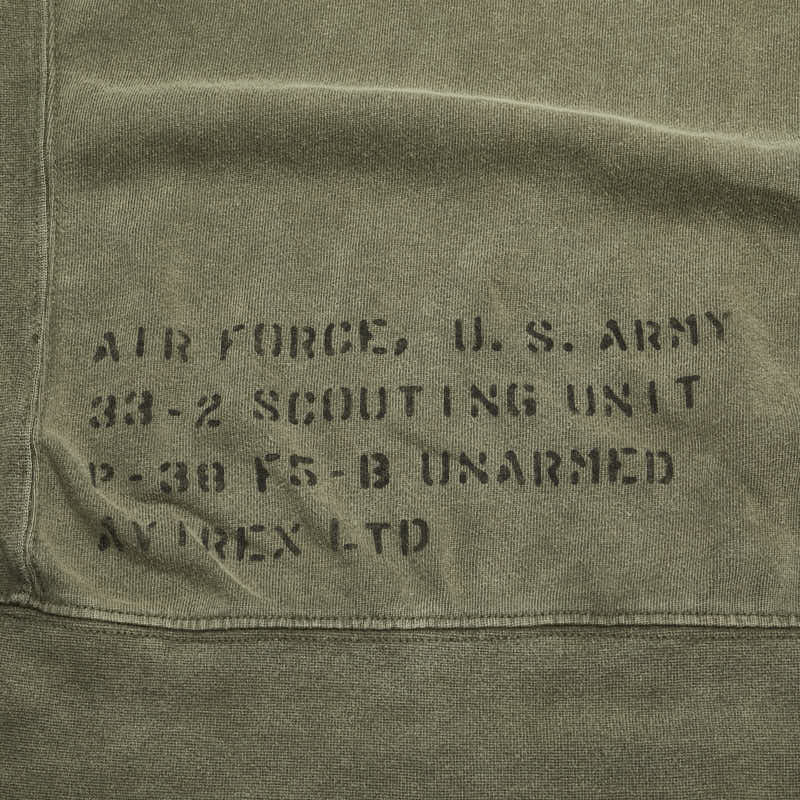 AIR FORCE, U.S. ARMY
33-2 SCOUTING UNIT
P-38 F5-B UNARMED
AVIREX LTD